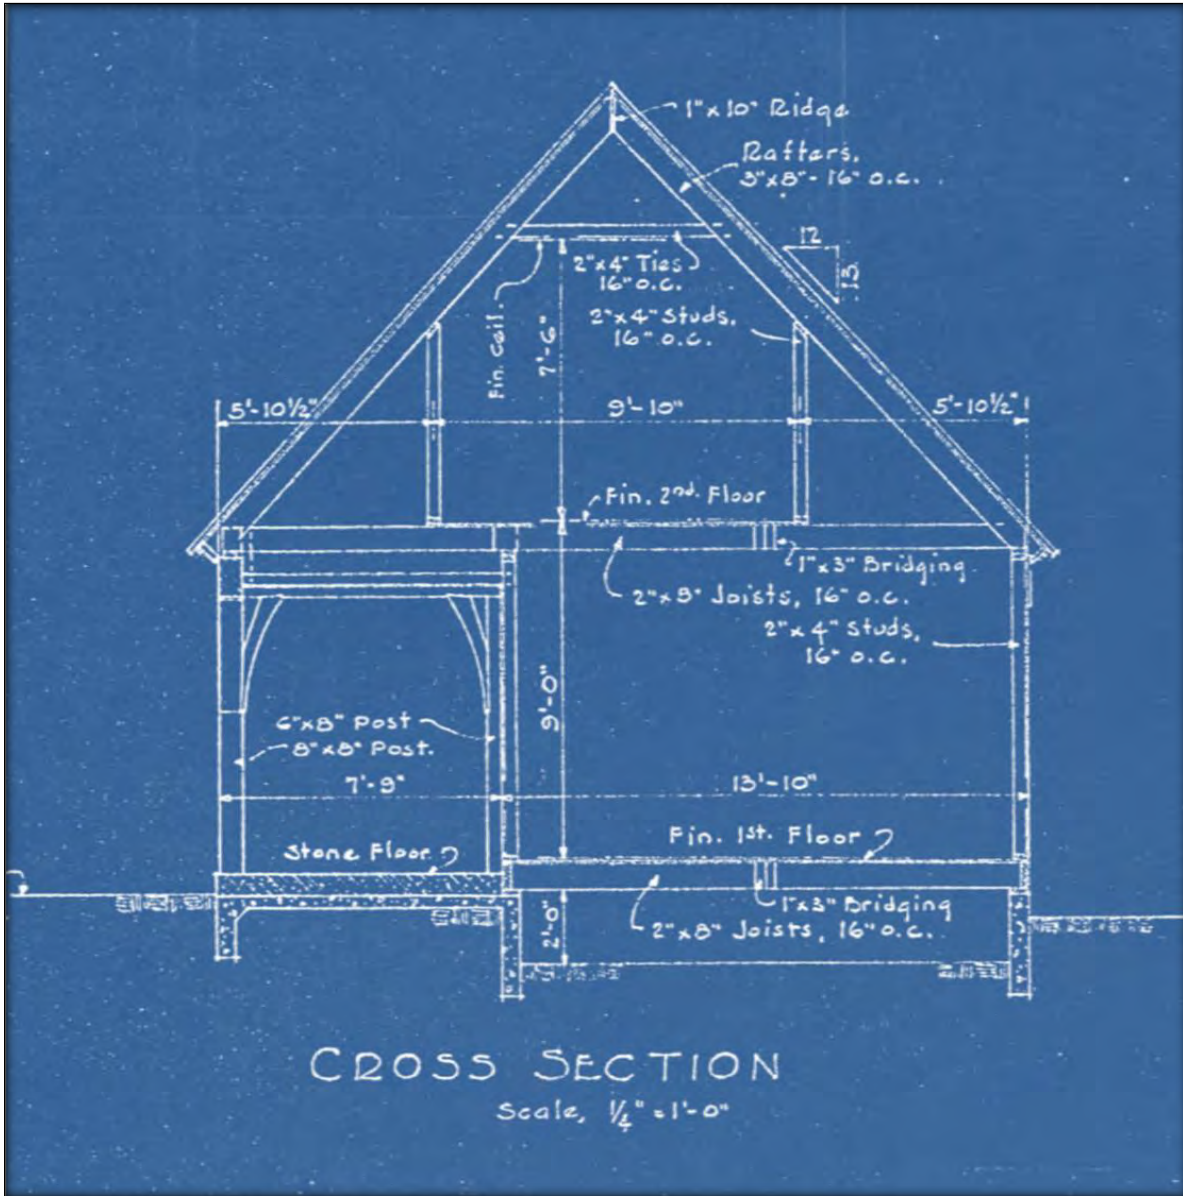 1"x10" Ridge
Rafters.
3"x8"- 16" o.c.
12
13
2"x4" Ties
16" o.c.
Fin. Ceil.
7'-6"
2"x4" Studs,
16" o.c.
5'-10½"
9'-10"
5'-10½"
Fin. 2nd. Floor
1"x3" Bridging
2"x8" Joists, 16" o.c.
2"x4" Studs,
16" o.c.
9'-0"
6"x8" Post
8"x8" Post.
7'-9"
13'-10"
Fin. 1st. Floor
Stone Floor
1"x3" Bridging
2'-0"
2"x8" Joists, 16" o.c.
CROSS SECTION
Scale, ¼" = 1'-0"